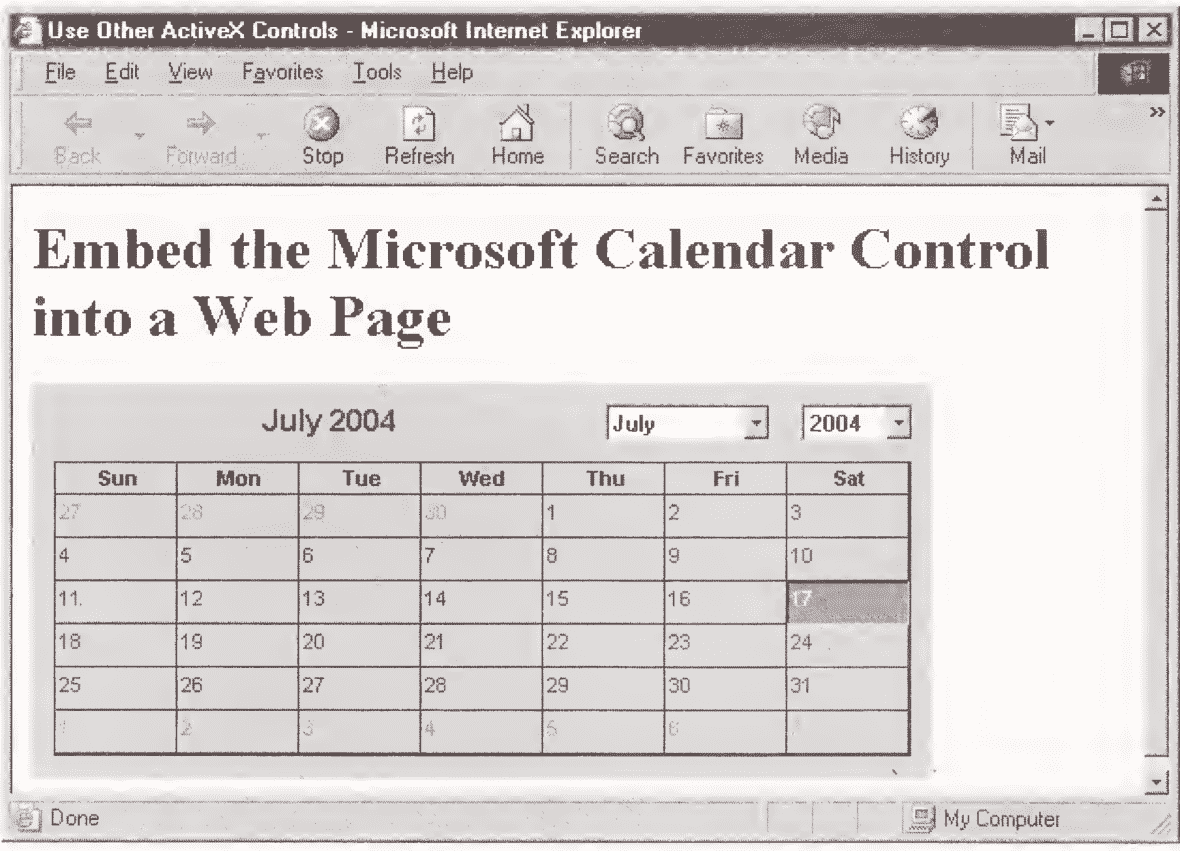 Use Other ActiveX Controls - Microsoft Internet Explorer
File Edit View Favorites Tools Help
Back Forward Stop Refresh Home Search Favorites Media History Mail »
Embed the Microsoft Calendar Control
into a Web Page
July 2004 July 2004
Sun Mon Tue Wed Thu Fri Sat
27 28 29 30 1 2 3
4 5 6 7 8 9 10
11 12 13 14 15 16 17
18 19 20 21 22 23 24
25 26 27 28 29 30 31
1 2 3 4 5 6
Done My Computer